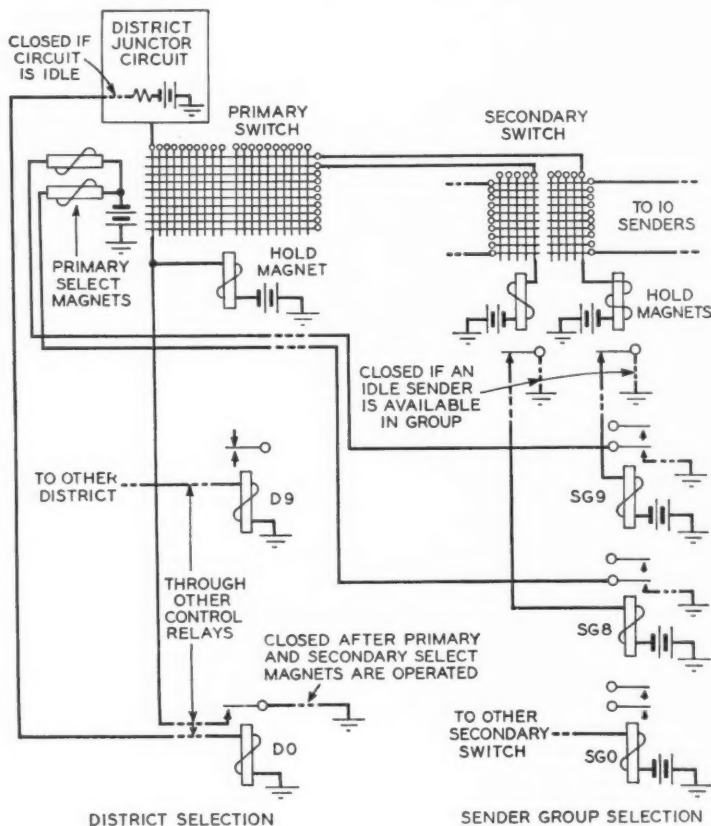 DISTRICT
JUNCTOR
CIRCUIT
CLOSED IF
CIRCUIT
IS IDLE
PRIMARY
SWITCH
SECONDARY
SWITCH
TO 10
SENDERS
PRIMARY
SELECT
MAGNETS
HOLD
MAGNET
HOLD
MAGNETS
CLOSED IF AN
IDLE SENDER
IS AVAILABLE
IN GROUP
TO OTHER
DISTRICT
D9
SG9
THROUGH
OTHER
CONTROL
RELAYS
CLOSED AFTER PRIMARY
AND SECONDARY SELECT
MAGNETS ARE OPERATED
SG8
D0
TO OTHER
SECONDARY
SWITCH
SG0
DISTRICT SELECTION
SENDER GROUP SELECTION